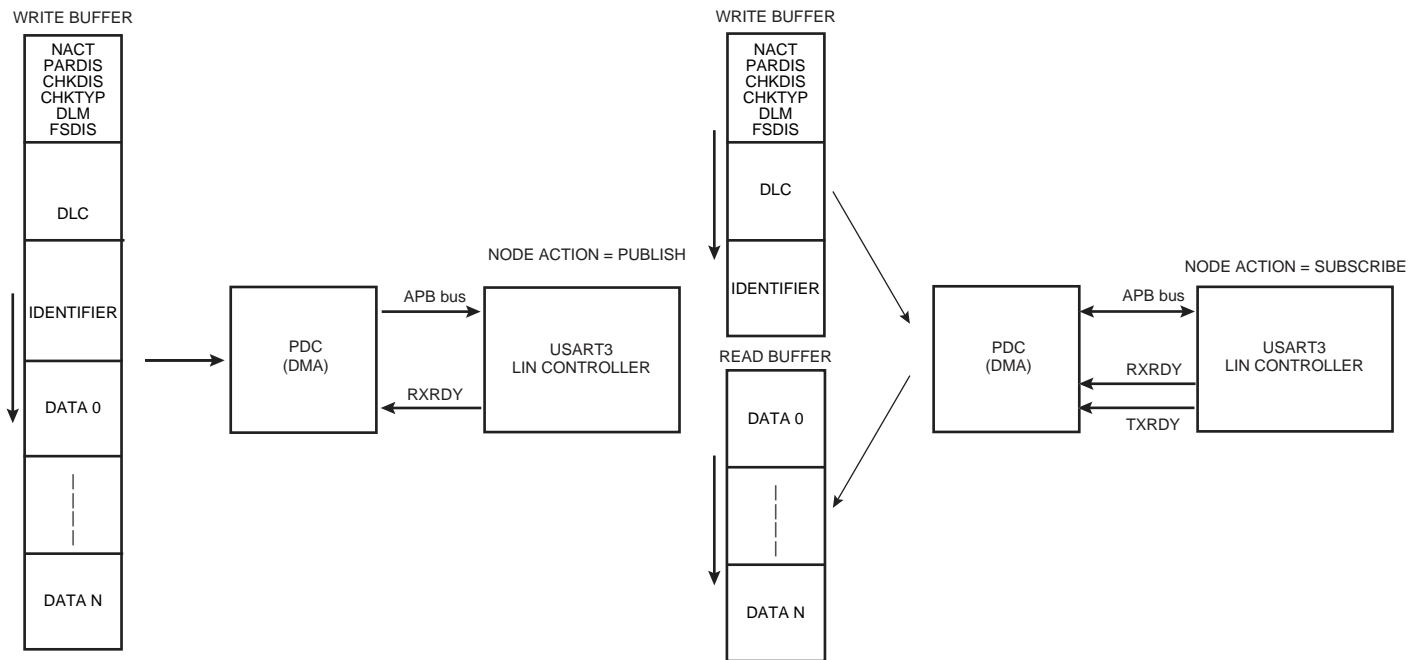 WRITE BUFFER
NACT
PARDIS
CHKDIS
CHKTYP
DLM
FSDIS
DLC
IDENTIFIER
DATA 0
DATA N
NODE ACTION = PUBLISH
PDC
(DMA)
APB bus
RXRDY
USART3
LIN CONTROLLER
WRITE BUFFER
NACT
PARDIS
CHKDIS
CHKTYP
DLM
FSDIS
DLC
IDENTIFIER
READ BUFFER
DATA 0
DATA N
NODE ACTION = SUBSCRIBE
PDC
(DMA)
APB bus
RXRDY
TXRDY
USART3
LIN CONTROLLER